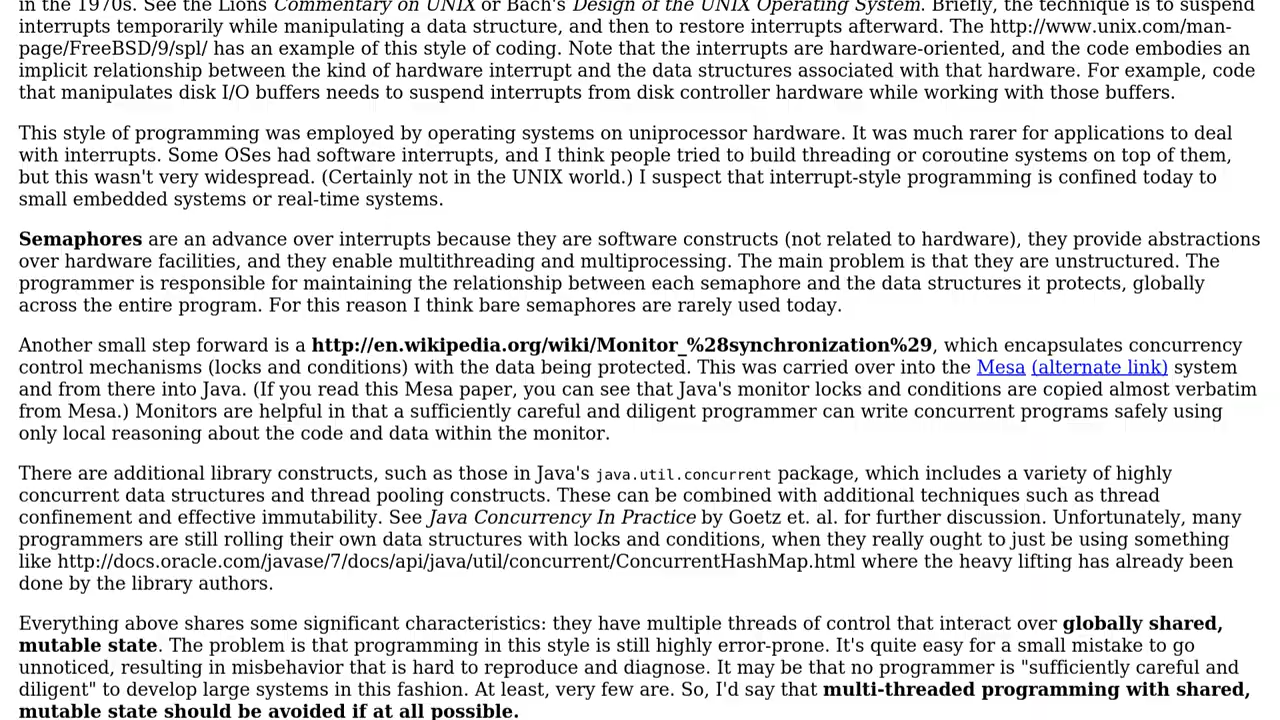 in the 1970s. See the Lions Commentary on UNIX or Bach's Design of the UNIX Operating System. Briefly, the technique is to suspend
interrupts temporarily while manipulating a data structure, and then to restore interrupts afterward. The http://www.unix.com/man-
page/FreeBSD/9/spl/ has an example of this style of coding. Note that the interrupts are hardware-oriented, and the code embodies an
implicit relationship between the kind of hardware interrupt and the data structures associated with that hardware. For example, code
that manipulates disk I/O buffers needs to suspend interrupts from disk controller hardware while working with those buffers.
This style of programming was employed by operating systems on uniprocessor hardware. It was much rarer for applications to deal
with interrupts. Some OSes had software interrupts, and I think people tried to build threading or coroutine systems on top of them,
but this wasn't very widespread. (Certainly not in the UNIX world.) I suspect that interrupt-style programming is confined today to
small embedded systems or real-time systems.
Semaphores are an advance over interrupts because they are software constructs (not related to hardware), they provide abstractions
over hardware facilities, and they enable multithreading and multiprocessing. The main problem is that they are unstructured. The
programmer is responsible for maintaining the relationship between each semaphore and the data structures it protects, globally
across the entire program. For this reason I think bare semaphores are rarely used today.
Another small step forward is a http://en.wikipedia.org/wiki/Monitor_%28synchronization%29, which encapsulates concurrency
control mechanisms (locks and conditions) with the data being protected. This was carried over into the Mesa (alternate link) system
and from there into Java. (If you read this Mesa paper, you can see that Java's monitor locks and conditions are copied almost verbatim
from Mesa.) Monitors are helpful in that a sufficiently careful and diligent programmer can write concurrent programs safely using
only local reasoning about the code and data within the monitor.
There are additional library constructs, such as those in Java's java.util.concurrent package, which includes a variety of highly
concurrent data structures and thread pooling constructs. These can be combined with additional techniques such as thread
confinement and effective immutability. See Java Concurrency In Practice by Goetz et. al. for further discussion. Unfortunately, many
programmers are still rolling their own data structures with locks and conditions, when they really ought to just be using something
like http://docs.oracle.com/javase/7/docs/api/java/util/concurrent/ConcurrentHashMap.html where the heavy lifting has already been
done by the library authors.
Everything above shares some significant characteristics: they have multiple threads of control that interact over globally shared,
mutable state. The problem is that programming in this style is still highly error-prone. It's quite easy for a small mistake to go
unnoticed, resulting in misbehavior that is hard to reproduce and diagnose. It may be that no programmer is "sufficiently careful and
diligent" to develop large systems in this fashion. At least, very few are. So, I'd say that multi-threaded programming with shared,
mutable state should be avoided if at all possible.